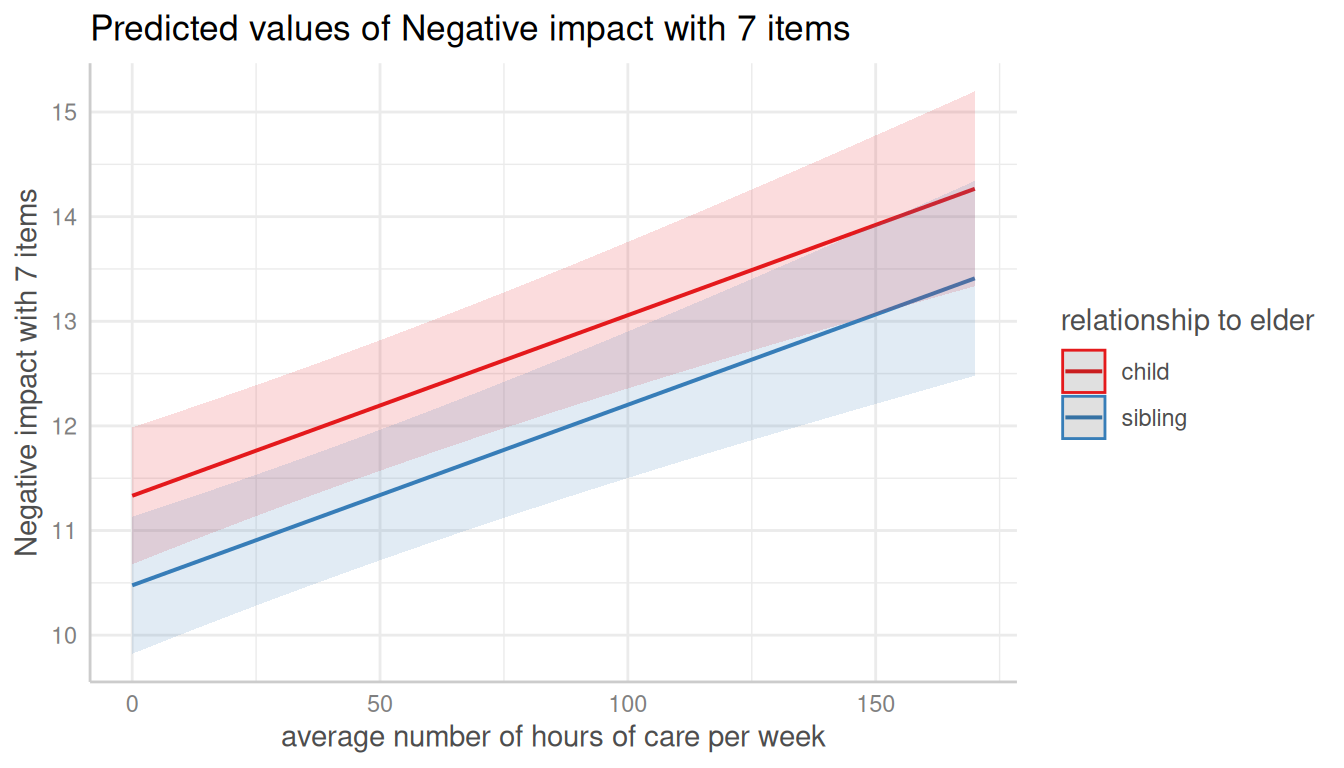 Predicted values of Negative impact with 7 items
Negative impact with 7 items
15
14
13
12
11
10
0
50
100
150
average number of hours of care per week
relationship to elder
child
sibling